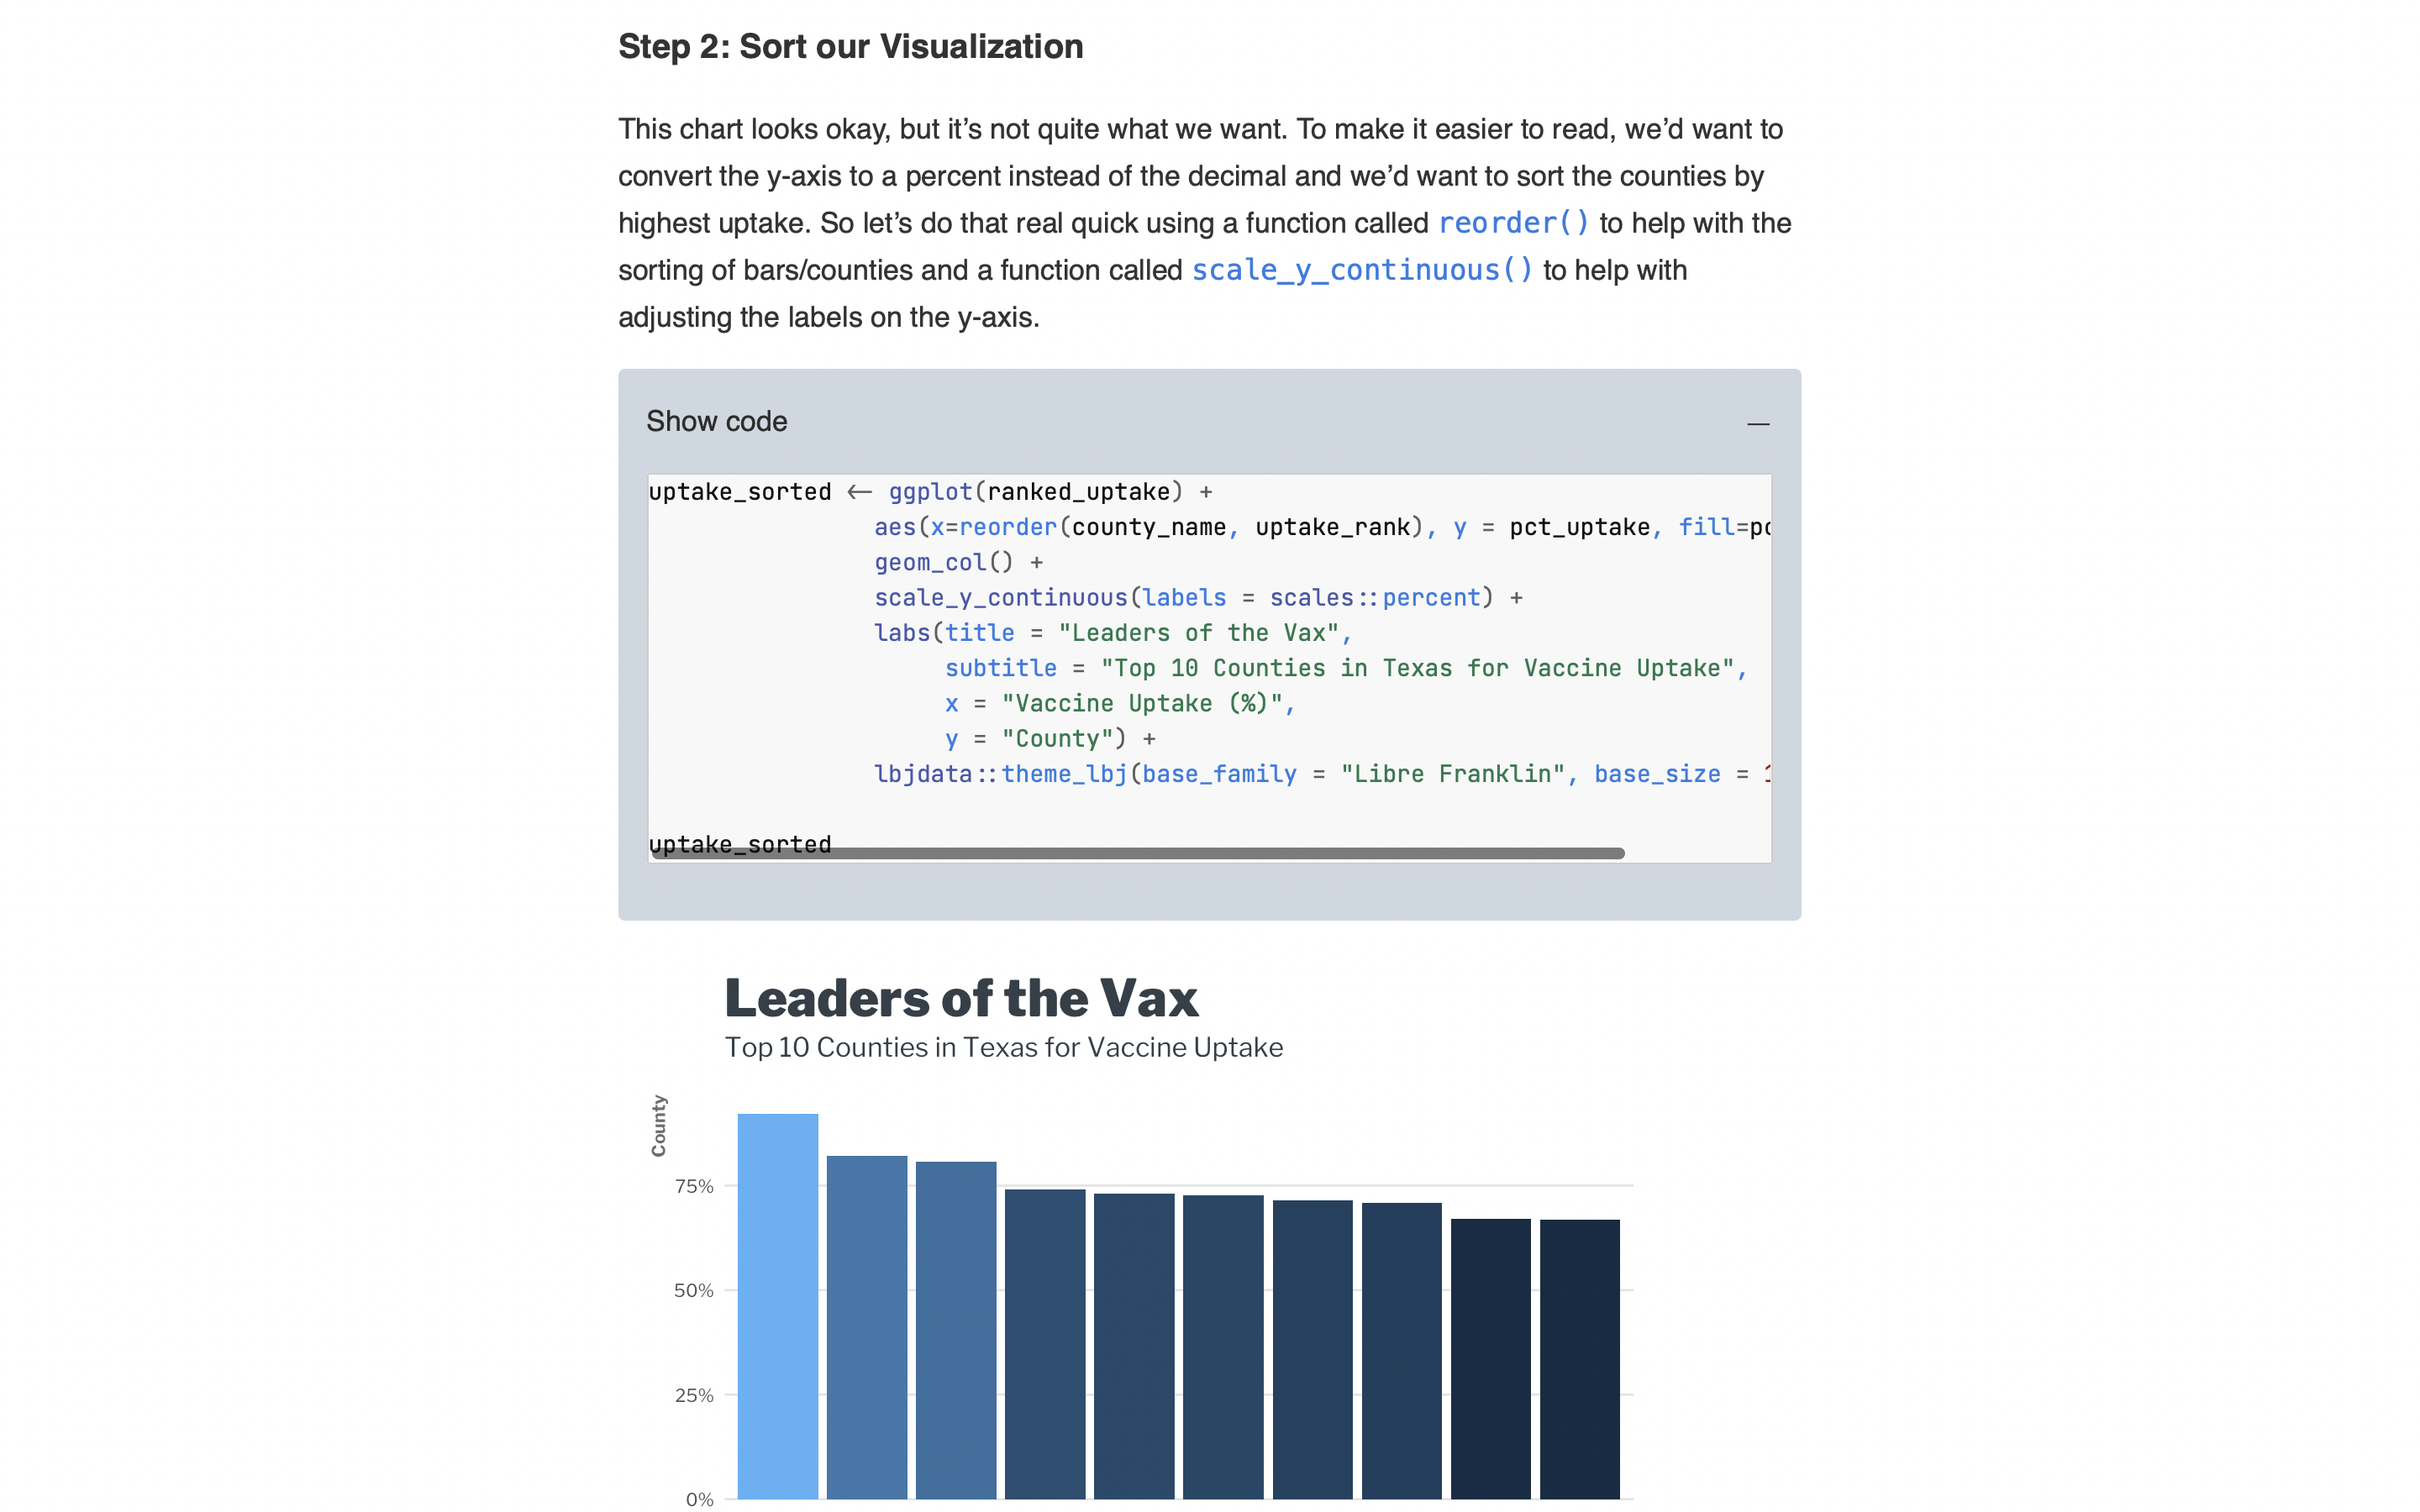 Step 2: Sort our Visualization
This chart looks okay, but it’s not quite what we want. To make it easier to read, we’d want to
convert the y-axis to a percent instead of the decimal and we’d want to sort the counties by
highest uptake. So let’s do that real quick using a function called reorder() to help with the
sorting of bars/counties and a function called scale_y_continuous() to help with
adjusting the labels on the y-axis.
Show code
uptake_sorted <- ggplot(ranked_uptake) +
aes(x=reorder(county_name, uptake_rank), y = pct_uptake, fill=
geom_col() +
scale_y_continuous(labels = scales::percent) +
labs(title = "Leaders of the Vax",
subtitle = "Top 10 Counties in Texas for Vaccine Uptake",
x = "Vaccine Uptake (%)",
y = "County") +
lbjdata::theme_lbj(base_family = "Libre Franklin", base_size =
uptake_sorted
Leaders of the Vax
Top 10 Counties in Texas for Vaccine Uptake
County
75%
50%
25%
0%